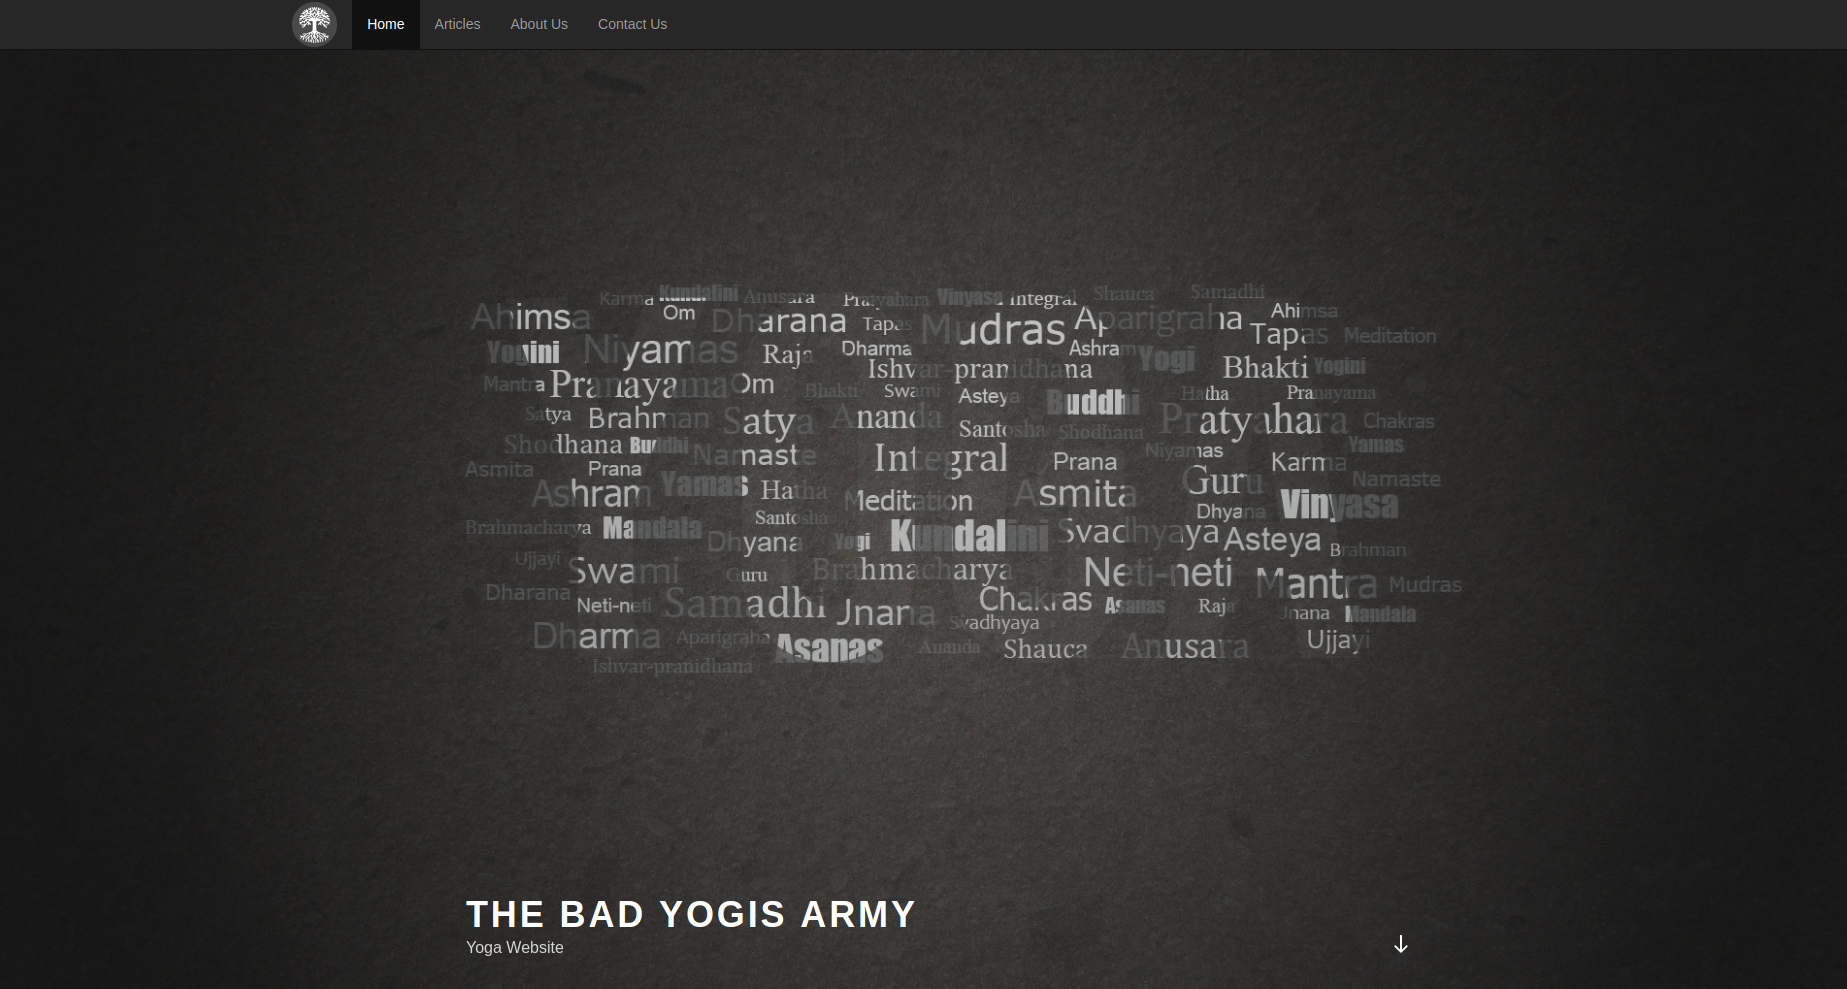 Home Articles About Us Contact Us
Karma Kundalini Anusara Pratyahara Vinyasa Integral Shauca Samadhi
Ahimsa Om Dharana Tapas Mudras Aparigraha Ahimsa
Tapas Meditation
Yogini Niyamas Raja Dharma Ashram Yogi Bhakti Yogini
Ishvar-pranidhana
Mantra Pranayama Om Bhakti Swami Asteya Buddhi Hatha Pranayama
Satya Brahman Satya Ananda Santosha Shodhana Pratyahara Chakras
Shodhana Buddhi Namaste Integral Niyamas Yamas
Asmita Prana Prana Karma
Ashram Yamas Hatha Meditation Asmita Guru Namaste
Vinyasa
Brahmacharya Mandala Santosha Kundalini Svadhyaya Dhyana
Dhyana Yogi Asteya Brahman
Ujjayi Swami Guru Brahmacharya Neti-neti Mantra Mudras
Dharana Neti-neti Samadhi Jnana Chakras Asanas Raja Jnana Mandala
Svadhyaya
Dharma Aparigraha Asanas Ananda Shauca Anusara Ujjayi
Ishvar-pranidhana
THE BAD YOGIS ARMY
Yoga Website